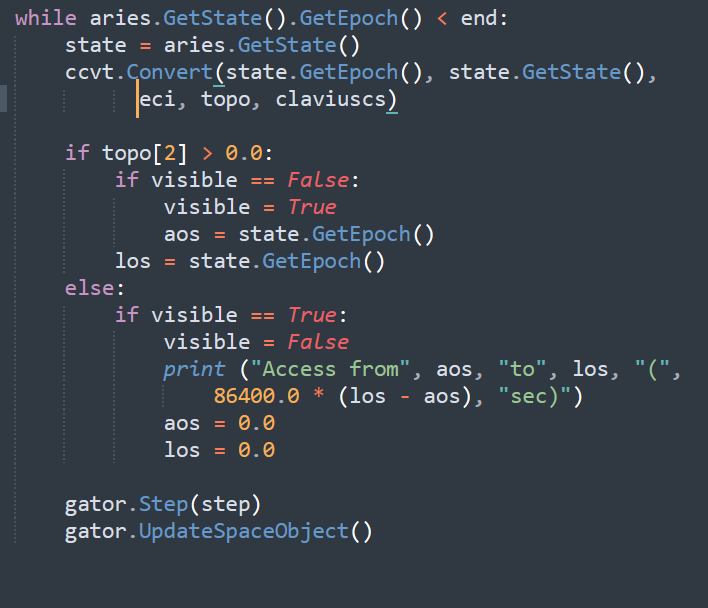 while aries.GetState().GetEpoch() < end:
    state = aries.GetState()
    ccvt.Convert(state.GetEpoch(), state.GetState(),
          eci, topo, claviuscs)
    if topo[2] > 0.0:
        if visible == False:
            visible = True
            aos = state.GetEpoch()
        los = state.GetEpoch()
    else:
        if visible == True:
            visible = False
            print ("Access from", aos, "to", los, "(",
                86400.0 * (los - aos), "sec)")
            aos = 0.0
            los = 0.0
    gator.Step(step)
    gator.UpdateSpaceObject()